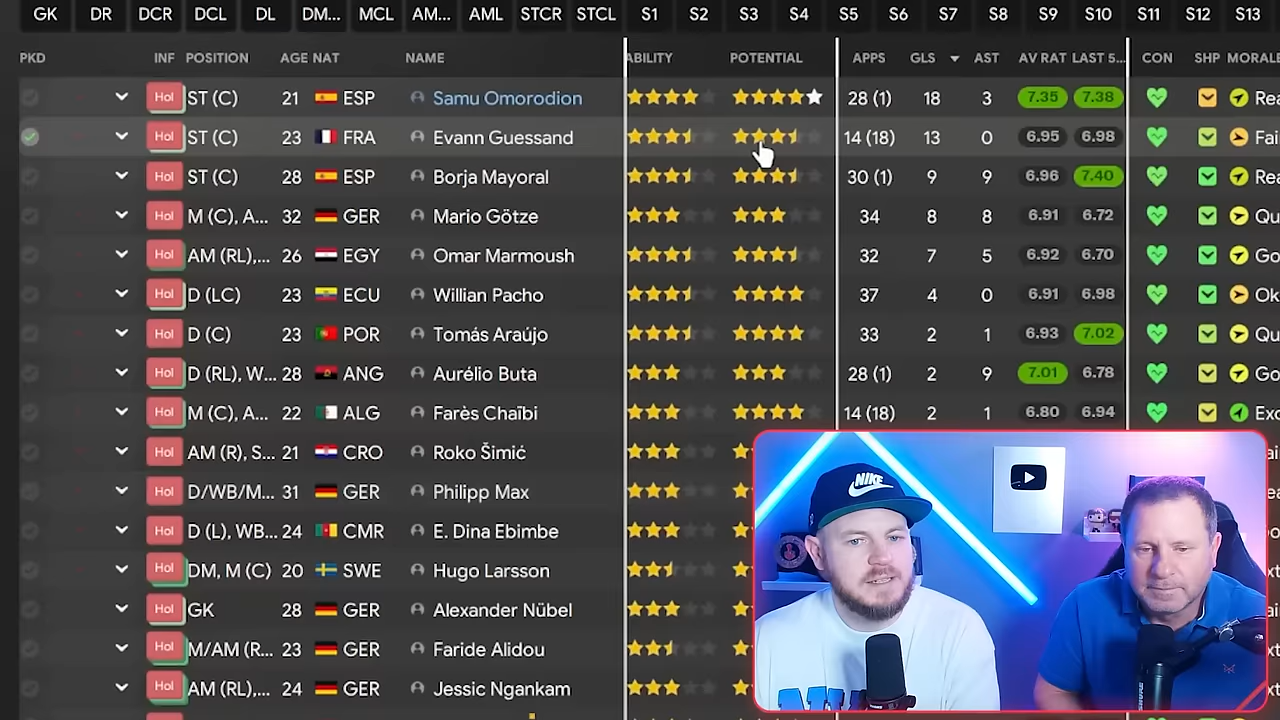 GK DR DCR DCL DL DM... MCL AM... AML STCR STCL S1 S2 S3 S4 S5 S6 S7 S8 S9 S10 S11 S12 S13
PKD INF POSITION AGE NAT NAME ABILITY POTENTIAL APPS GLS AST AV RAT LAST 5... CON SHP MORALE
Hol ST (C) 21 ESP Samu Omorodion 28 (1) 18 3 7.35 7.38 Rea
Hol ST (C) 23 FRA Evann Guessand 14 (18) 13 0 6.95 6.98 Fai
Hol ST (C) 28 ESP Borja Mayoral 30 (1) 9 9 6.96 7.40 Rea
Hol M (C), A... 32 GER Mario Götze 34 8 8 6.91 6.72 Qu
Hol AM (RL),... 26 EGY Omar Marmoush 32 7 5 6.92 6.70 Go
Hol D (LC) 23 ECU Willian Pacho 37 4 0 6.91 6.98 Ok
Hol D (C) 23 POR Tomás Araújo 33 2 1 6.93 7.02 Qu
Hol D (RL), W... 28 ANG Aurélio Buta 28 (1) 2 9 7.01 6.78 Go
Hol M (C), A... 22 ALG Farès Chaïbi 14 (18) 2 1 6.80 6.94 Exc
Hol AM (R), S... 21 CRO Roko Šimić
Hol D/WB/M... 31 GER Philipp Max
Hol D (L), WB... 24 CMR E. Dina Ebimbe
Hol DM, M (C) 20 SWE Hugo Larsson
Hol GK 28 GER Alexander Nübel
Hol M/AM (R... 23 GER Faride Alidou
Hol AM (RL),... 24 GER Jessic Ngankam
NIKE